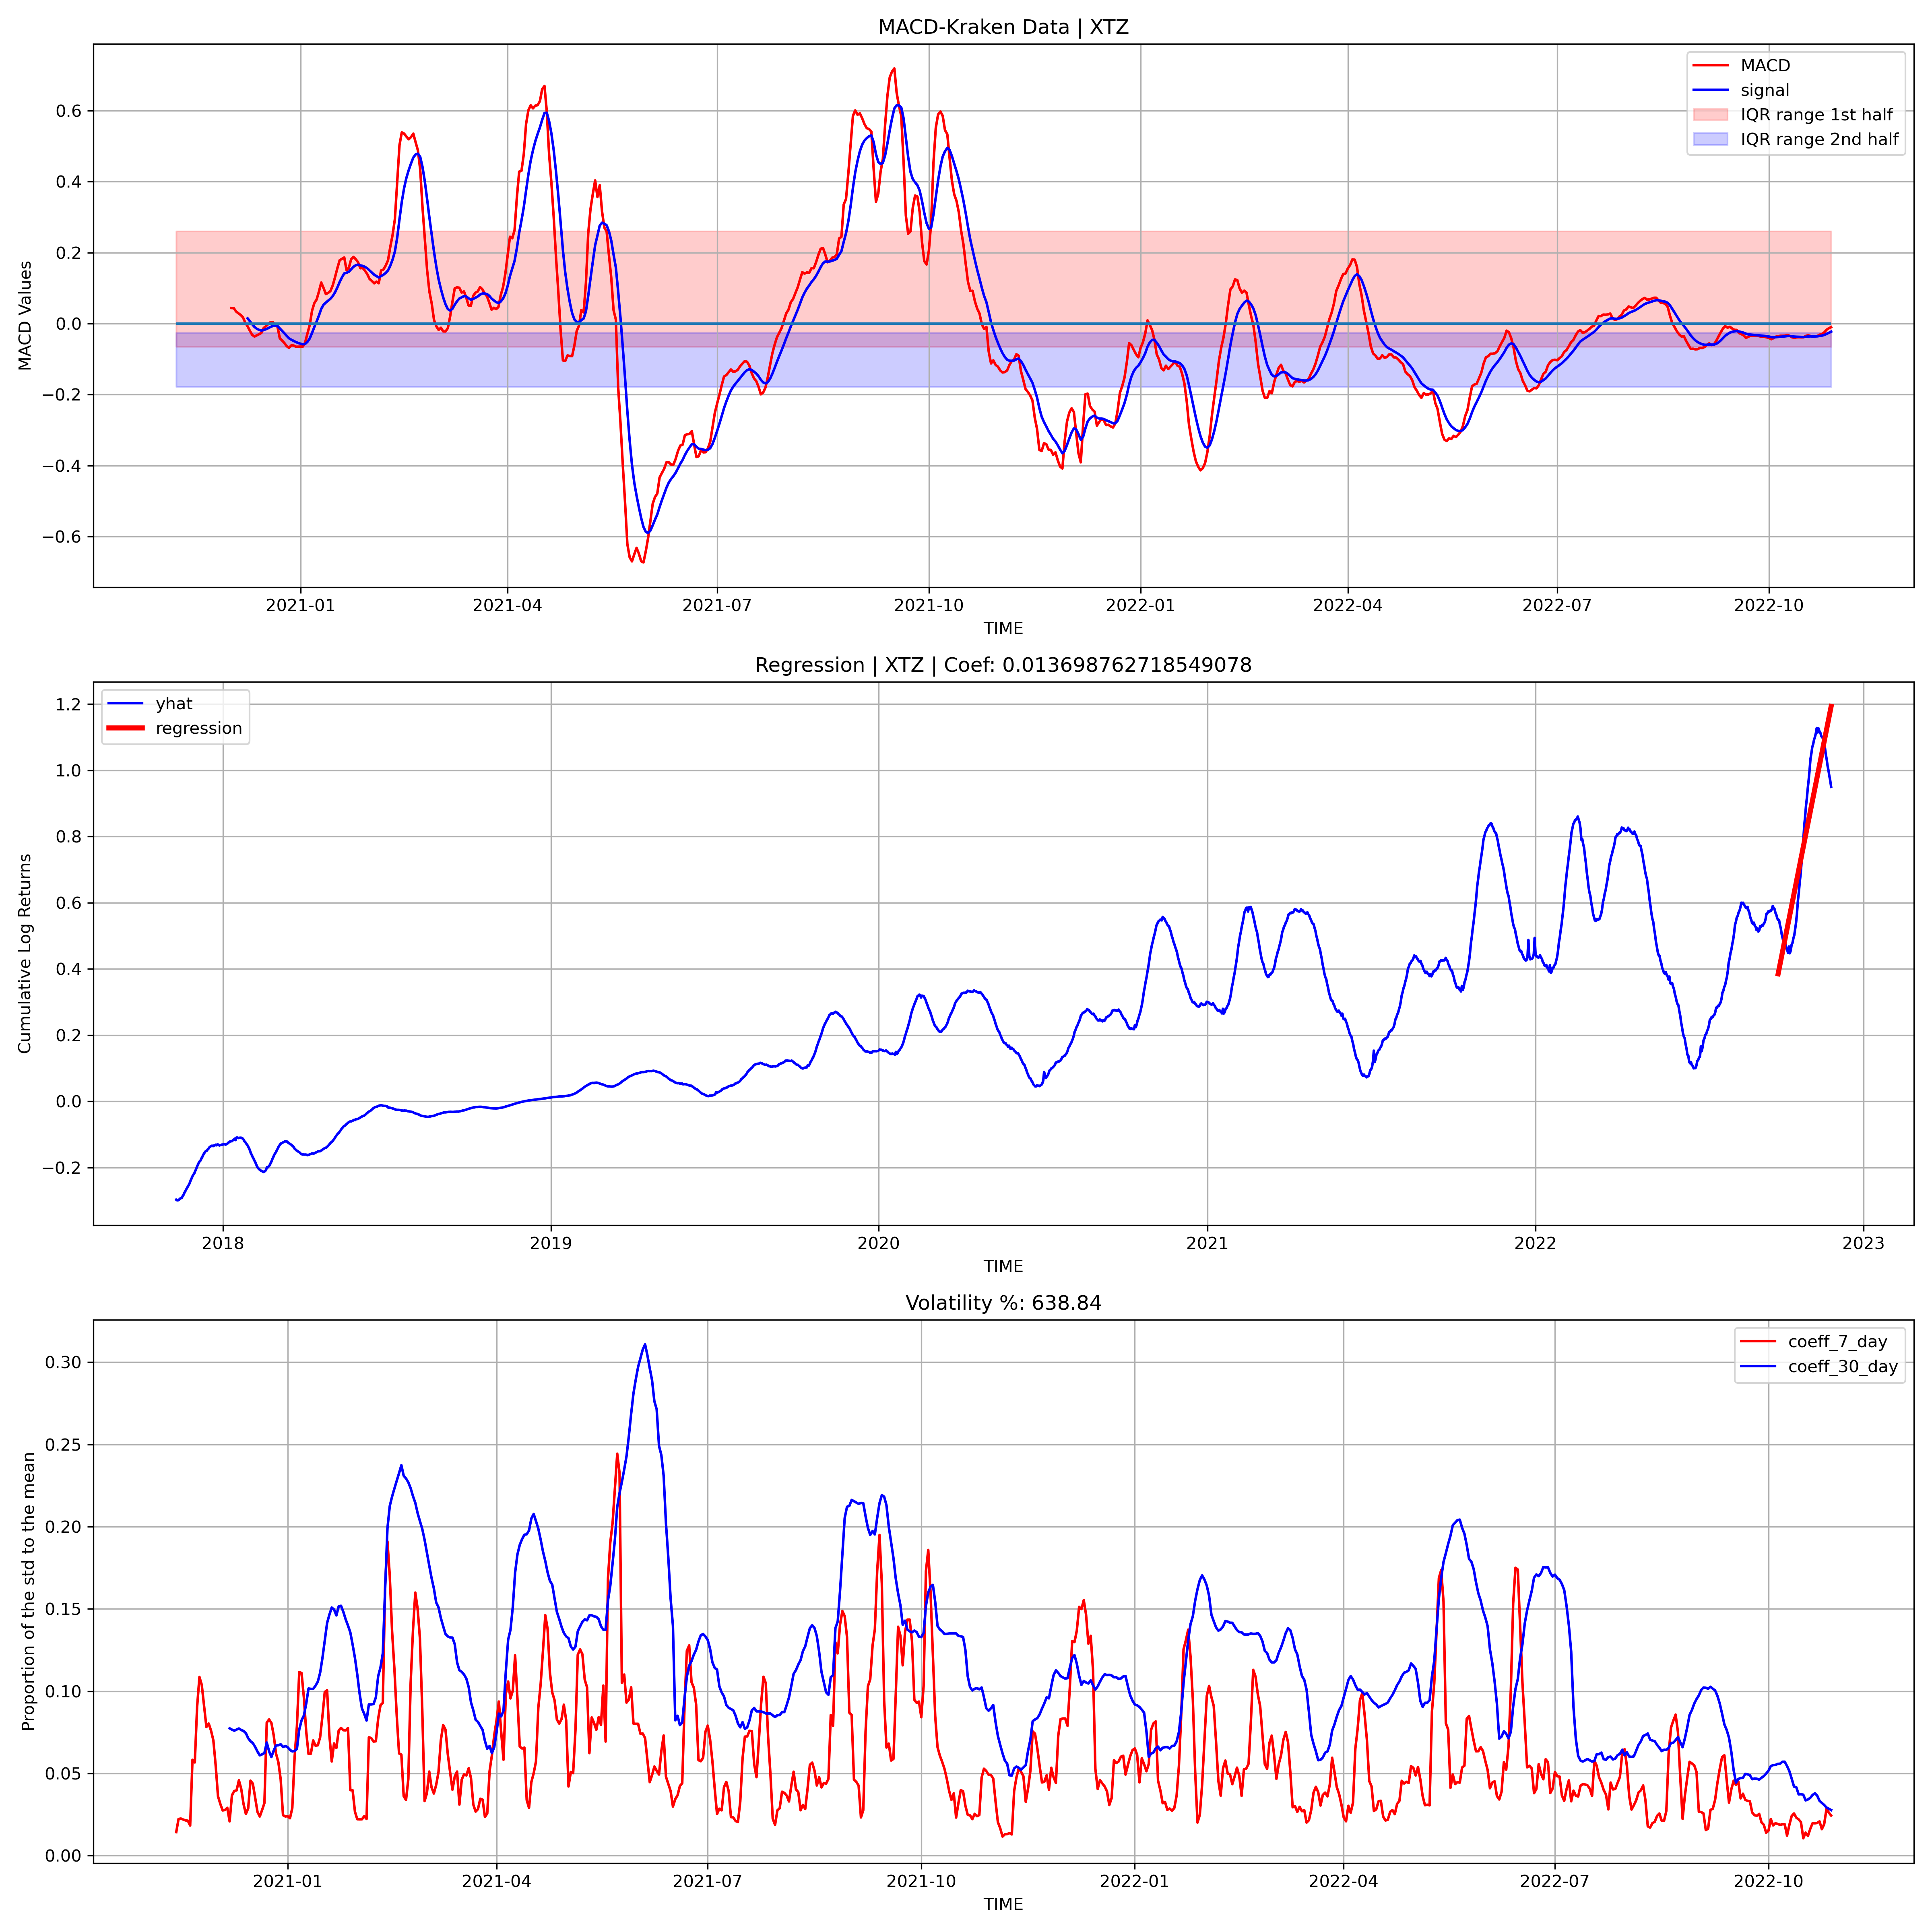 MACD-Kraken Data | XTZ
MACD
signal
IQR range 1st half
IQR range 2nd half
MACD Values
0.6
0.4
0.2
0.0
−0.2
−0.4
−0.6
2021-01
2021-04
2021-07
2021-10
2022-01
2022-04
2022-07
2022-10
TIME
Regression | XTZ | Coef: 0.013698762718549078
yhat
regression
Cumulative Log Returns
1.2
1.0
0.8
0.6
0.4
0.2
0.0
−0.2
2018
2019
2020
2021
2022
2023
TIME
Volatility %: 638.84
coeff_7_day
coeff_30_day
Proportion of the std to the mean
0.30
0.25
0.20
0.15
0.10
0.05
0.00
2021-01
2021-04
2021-07
2021-10
2022-01
2022-04
2022-07
2022-10
TIME